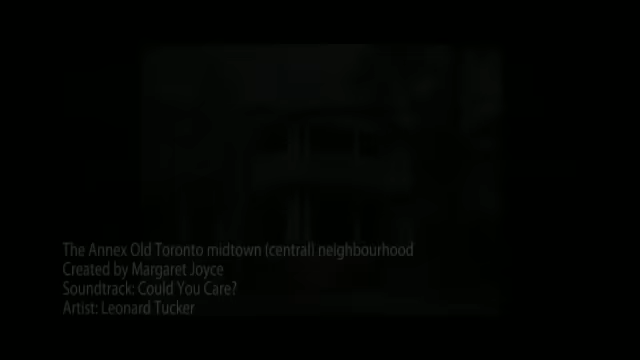 The Annex Old Toronto midtown (central) neighbourhood
Created by Margaret Joyce
Soundtrack: Could You Care?
Artist: Leonard Tucker